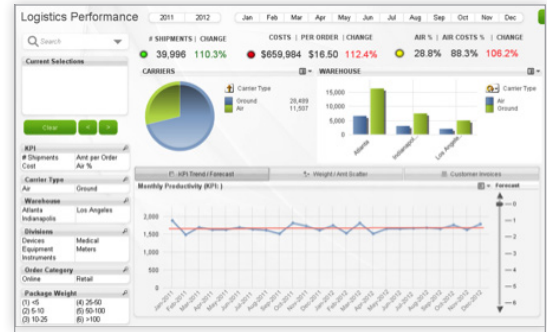 Logistics Performance
2011 2012 Jan Feb Mar Apr May Jun Jul Aug Sep Oct Nov Dec
Search
# SHIPMENTS | CHANGE
39,996 110.3%
COSTS | PER ORDER | CHANGE
$659,984 $16.50 112.4%
AIR % | AIR COSTS % | CHANGE
28.8% 88.3% 106.2%
Current Selections
Clear < >
CARRIERS
Carrier Type
Ground 28,489
Air 11,507
WAREHOUSE
Carrier Type
Air
Ground
15,000
10,000
5,000
0
Atlanta
Indianapol...
Los Angele...
KPI
# Shipments Amt per Order
Cost Air %
Carrier Type
Air Ground
Warehouse
Atlanta Los Angeles
Indianapolis
Divisions
Devices Medical
Equipment Meters
Instruments
Order Category
Online Retail
Package Weight
(1) <5 (4) 25-50
(2) 5-10 (5) 50-100
(3) 10-25 (6) >100
KPI Trend / Forecast
Weight / Amt Scatter
Customer Invoices
Monthly Productivity (KPI: )
Forecast
2,000
1,500
1,000
500
0
Jan-2011
Feb-2011
Mar-2011
Apr-2011
May-2011
Jun-2011
Jul-2011
Aug-2011
Sep-2011
Oct-2011
Nov-2011
Dec-2011
Jan-2012
Feb-2012
Mar-2012
Apr-2012
May-2012
Jun-2012
Jul-2012
Aug-2012
Sep-2012
Oct-2012
Nov-2012
Dec-2012
0
1
2
3
4
5
6